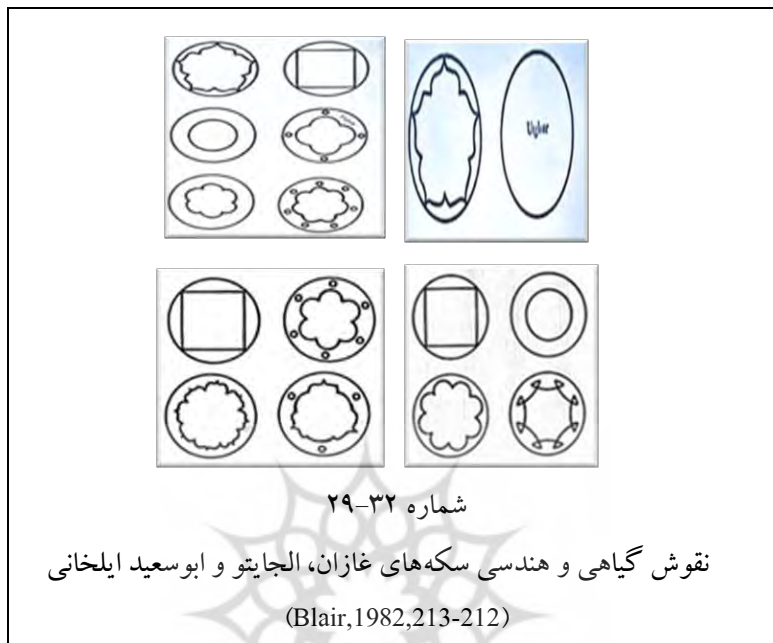 شماره ۳۲-۲۹
نقوش گیاهی و هندسی سکه‌های غازان، الجایتو و ابوسعید ایلخانی
(Blair,1982,213-212)